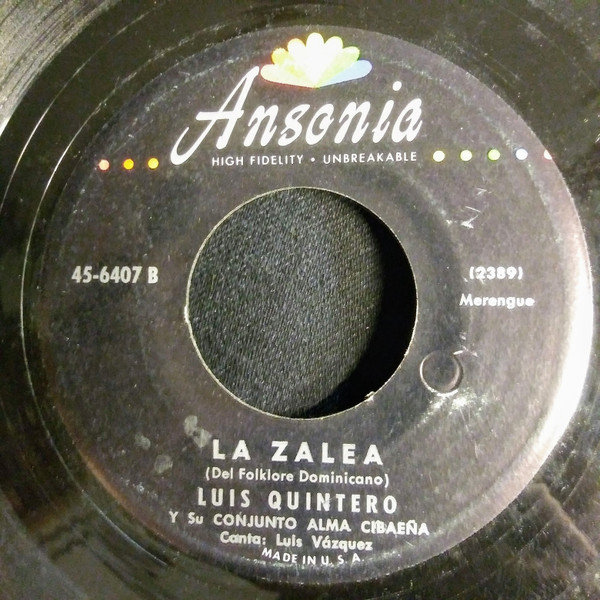 Ansonia
HIGH FIDELITY • UNBREAKABLE
45-6407 B
(2389)
Merengue
LA ZALEA
(Del Folklore Dominicano)
LUIS QUINTERO
Y Su CONJUNTO ALMA CIBAEÑA
Canta: Luis Vázquez
MADE IN U. S. A.